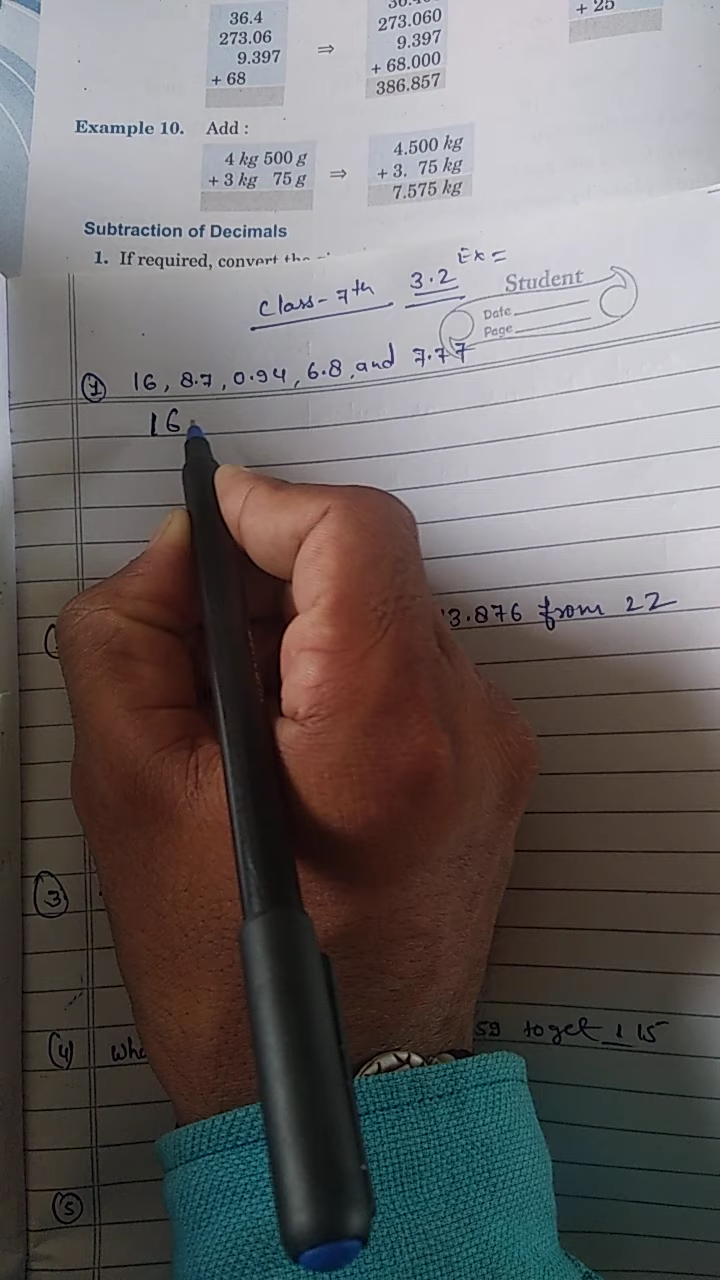 36.4
273.06
9.397
+ 68
⇒
273.060
9.397
+ 68.000
386.857
+ 25
Example 10. Add :
4 kg 500 g
+ 3 kg 75 g
⇒
4.500 kg
+ 3. 75 kg
7.575 kg
Subtraction of Decimals
1. If required, convert
Class - 7th 3.2 Ex =
Student
Date
Page
(1) 16, 8.7, 0.94, 6.8, and 7.77
16
3.876 from 22
(3)
(4) 59 to get 115
(5)